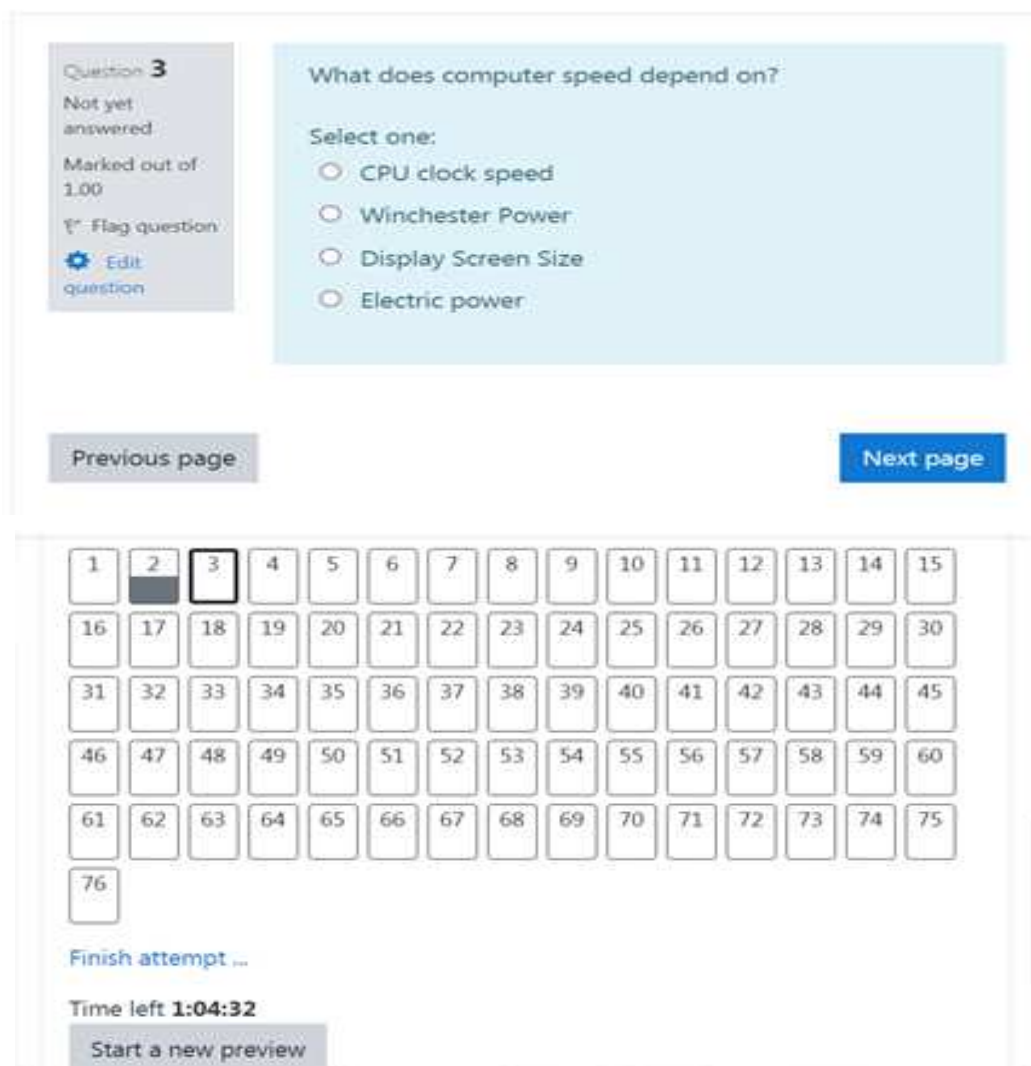 Question 3
Not yet
answered
Marked out of
1.00
Flag question
Edit
question
What does computer speed depend on?
Select one:
CPU clock speed
Winchester Power
Display Screen Size
Electric power
Previous page
Next page
1 2 3 4 5 6 7 8 9 10 11 12 13 14 15
16 17 18 19 20 21 22 23 24 25 26 27 28 29 30
31 32 33 34 35 36 37 38 39 40 41 42 43 44 45
46 47 48 49 50 51 52 53 54 55 56 57 58 59 60
61 62 63 64 65 66 67 68 69 70 71 72 73 74 75
76
Finish attempt ...
Time left 1:04:32
Start a new preview